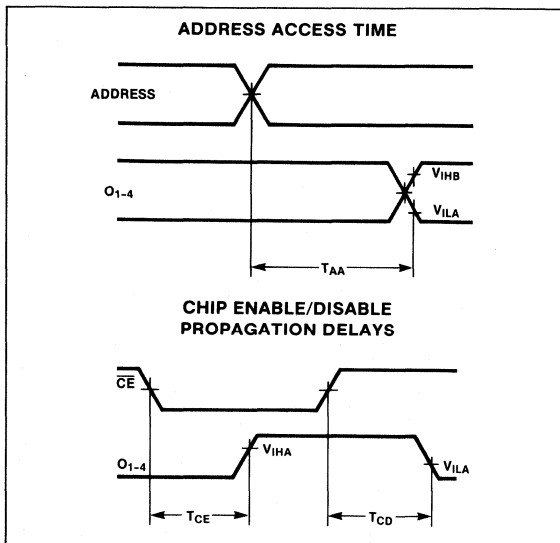 ADDRESS ACCESS TIME
ADDRESS
VIHB
O1-4
VILA
TAA
CHIP ENABLE/DISABLE
PROPAGATION DELAYS
CE
VIHA
O1-4
VILA
TCE
TCD